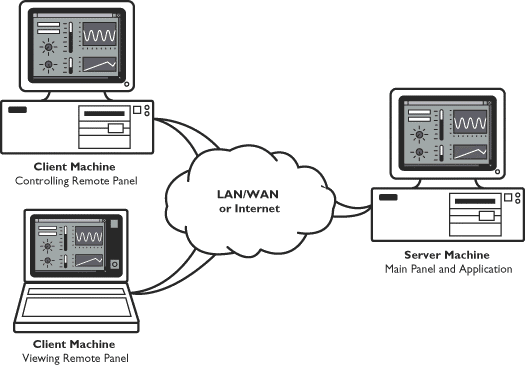 Client Machine
Controlling Remote Panel
LAN/WAN
or Internet
Server Machine
Main Panel and Application
Client Machine
Viewing Remote Panel